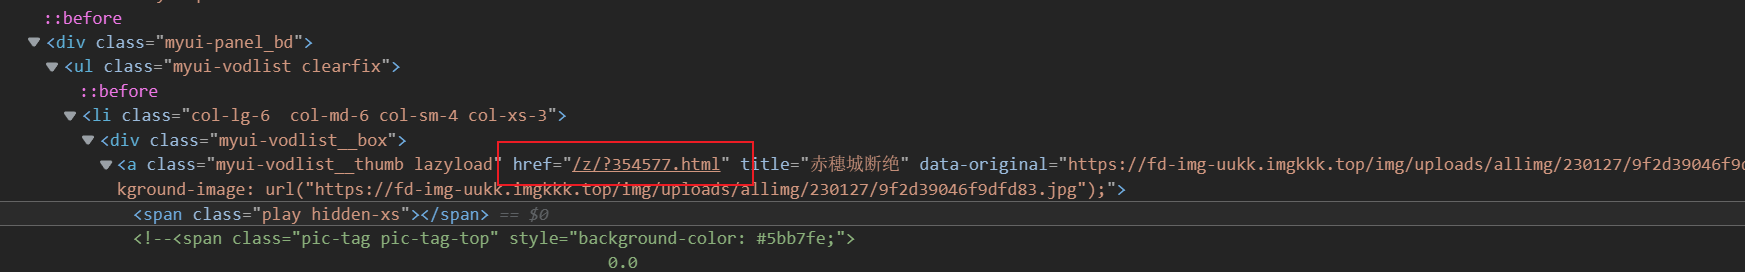 ::before
<div class="myui-panel_bd">
<ul class="myui-vodlist clearfix">
::before
<li class="col-lg-6  col-md-6 col-sm-4 col-xs-3">
<div class="myui-vodlist__box">
<a class="myui-vodlist__thumb lazyload" href="/z/?354577.html" title="赤穗城断绝" data-original="https://fd-img-uukk.imgkkk.top/img/uploads/allimg/230127/9f2d39046f9d
kground-image: url("https://fd-img-uukk.imgkkk.top/img/uploads/allimg/230127/9f2d39046f9dfd83.jpg");">
<span class="play hidden-xs"></span> == $0
<!--<span class="pic-tag pic-tag-top" style="background-color: #5bb7fe;">
0.0